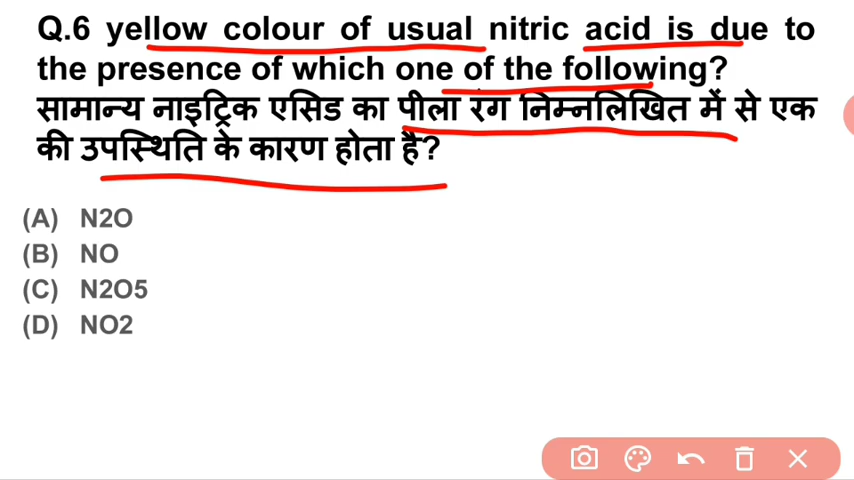 Q.6 yellow colour of usual nitric acid is due to
the presence of which one of the following?
सामान्य नाइट्रिक एसिड का पीला रंग निम्नलिखित में से एक
की उपस्थिति के कारण होता है?
(A) N2O
(B) NO
(C) N2O5
(D) NO2